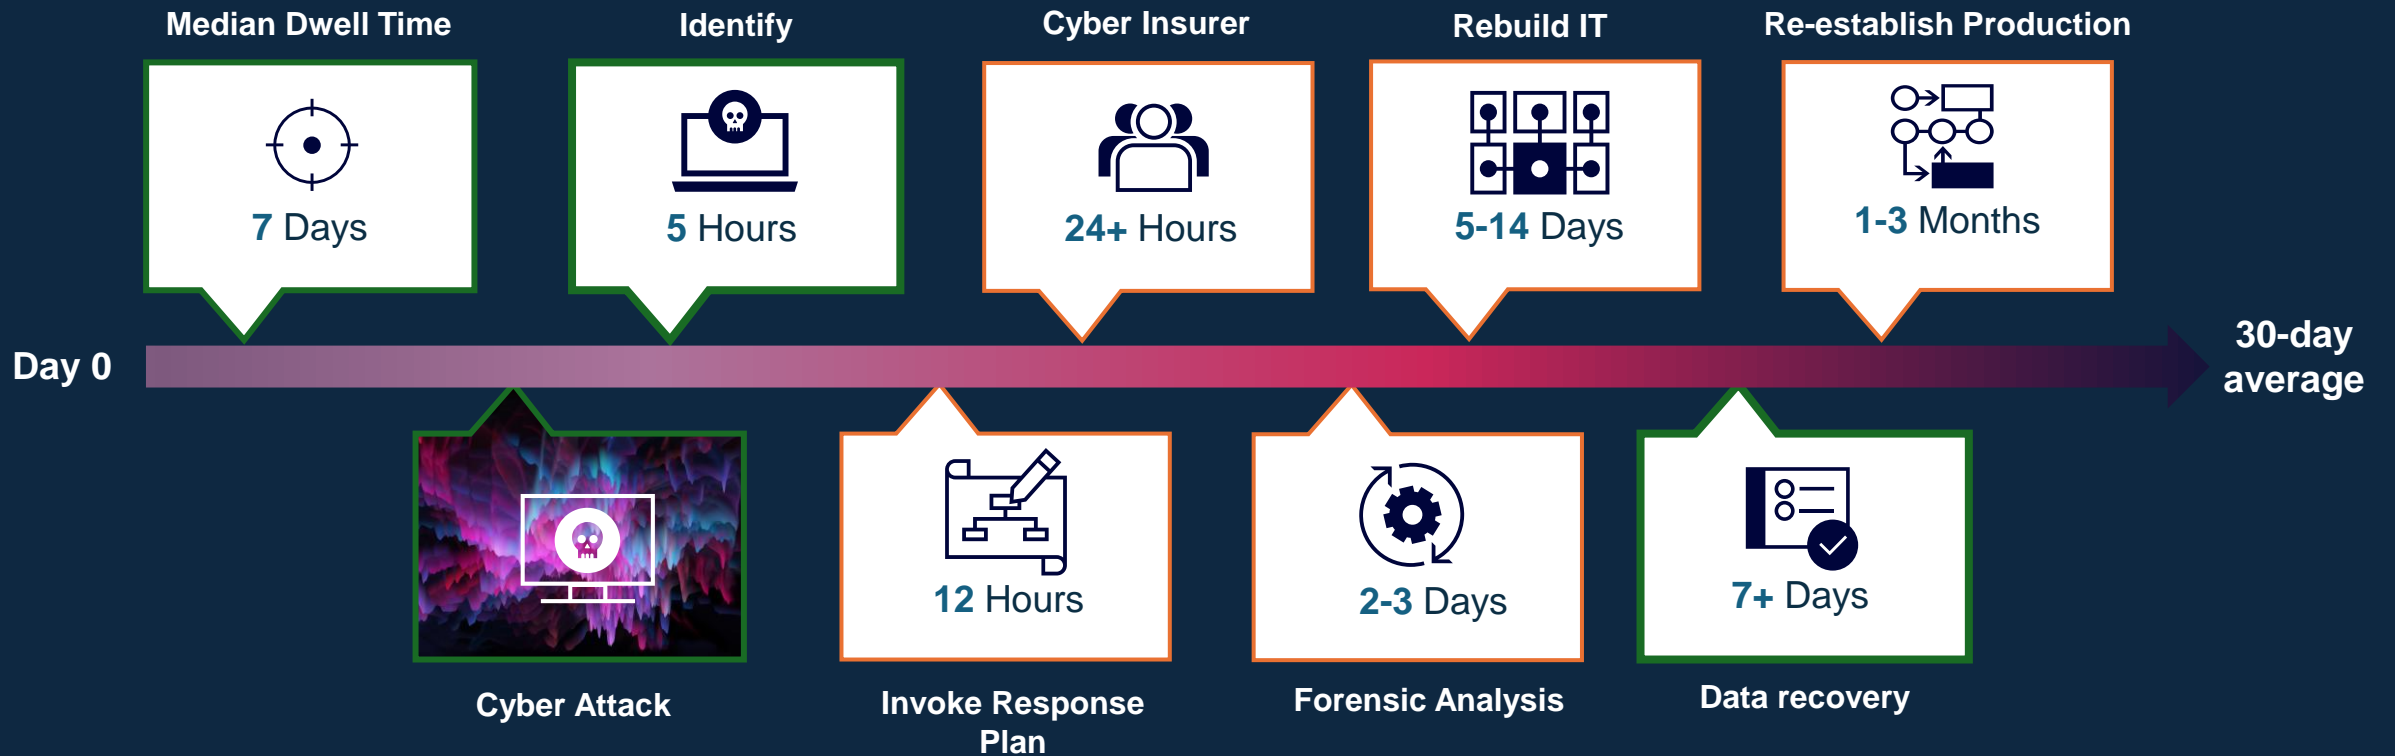 Median Dwell Time
7 Days
Identify
5 Hours
Cyber Insurer
24+ Hours
Rebuild IT
5-14 Days
Re-establish Production
1-3 Months
Day 0
30-day
average
Cyber Attack
12 Hours
Invoke Response
Plan
2-3 Days
Forensic Analysis
7+ Days
Data recovery